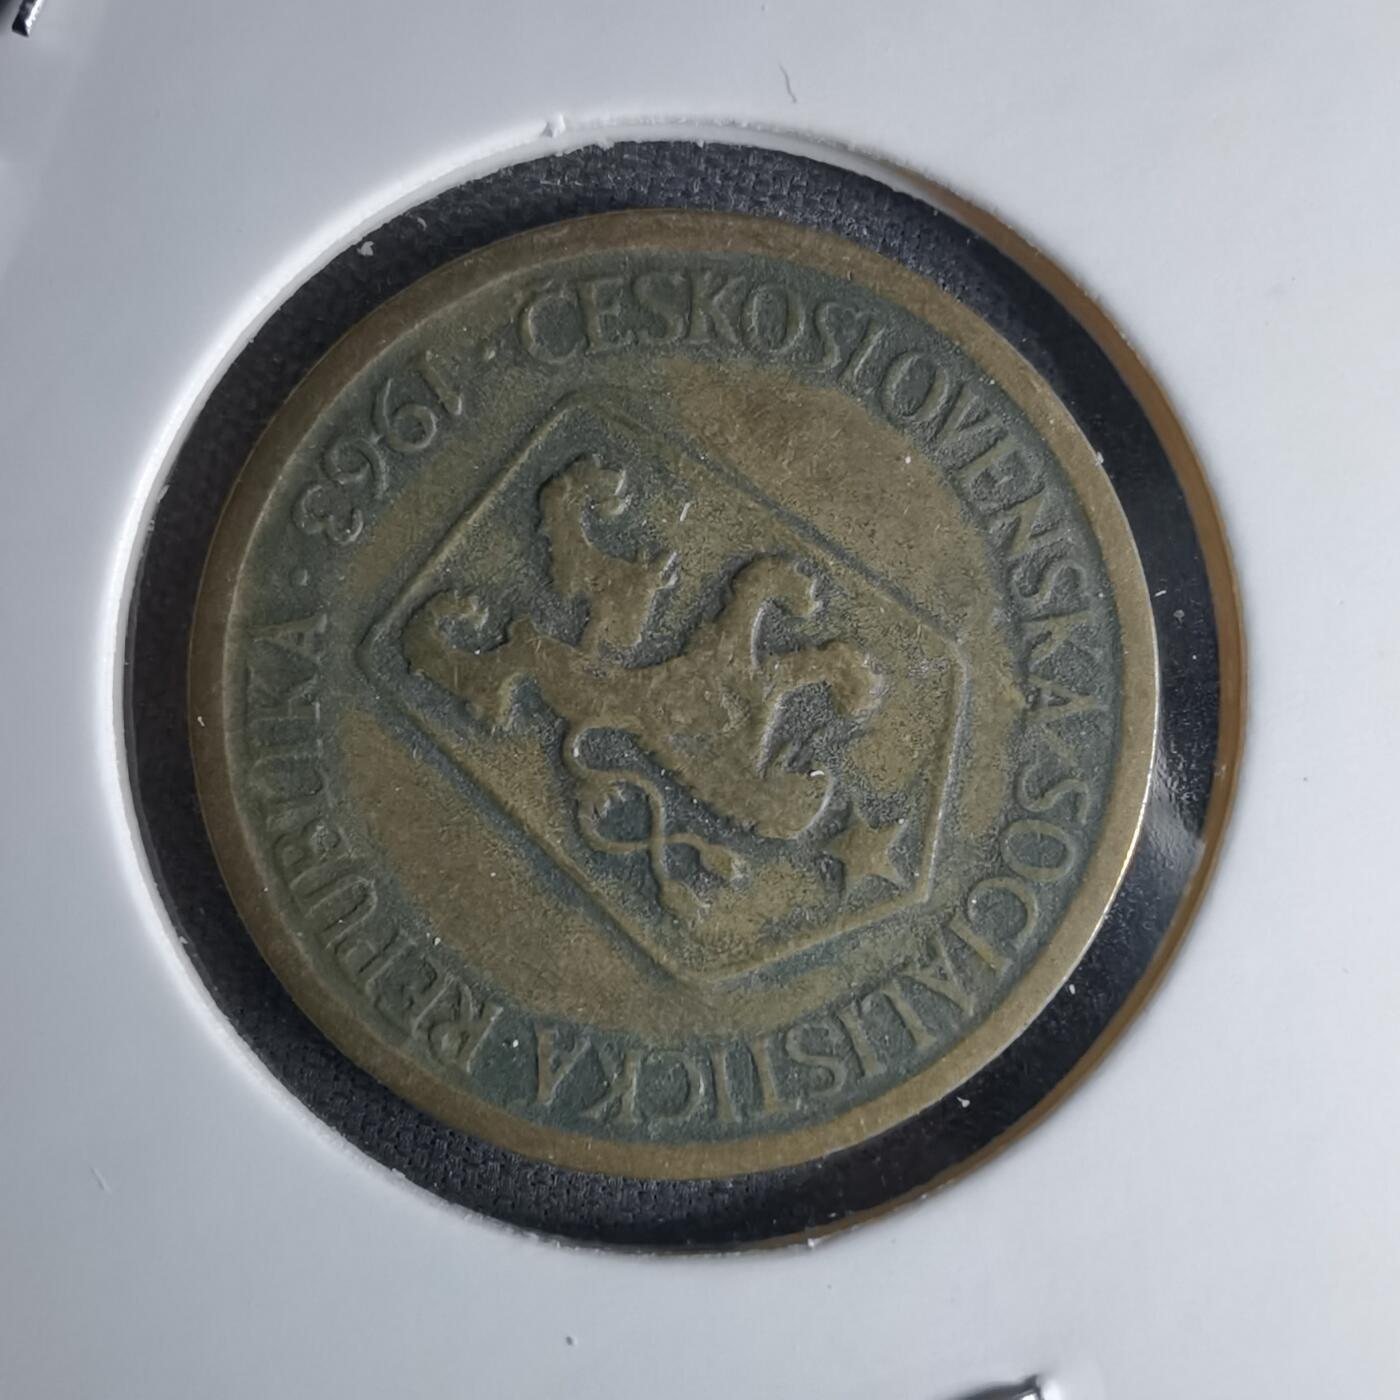 ČESKOSLOVENSKÁ SOCIALISTICKÁ REPUBLIKA · 1963 ·